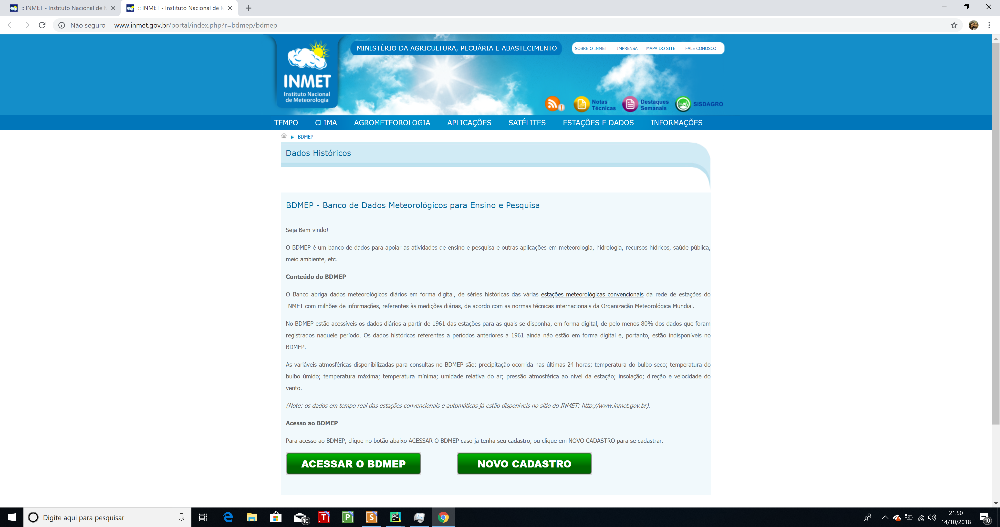 :: INMET - Instituto Nacional de M
:: INMET - Instituto Nacional de M
Não seguro
www.inmet.gov.br/portal/index.php?r=bdmep/bdmep
MINISTÉRIO DA AGRICULTURA, PECUÁRIA E ABASTECIMENTO
SOBRE O INMET IMPRENSA MAPA DO SITE FALE CONOSCO
INMET
Instituto Nacional
de Meteorologia
Notas
Técnicas
Destaques
Semanais
SISDAGRO
TEMPO CLIMA AGROMETEOROLOGIA APLICAÇÕES SATÉLITES ESTAÇÕES E DADOS INFORMAÇÕES
BDMEP
Dados Históricos
BDMEP - Banco de Dados Meteorológicos para Ensino e Pesquisa
Seja Bem-vindo!
O BDMEP é um banco de dados para apoiar as atividades de ensino e pesquisa e outras aplicações em meteorologia, hidrologia, recursos hídricos, saúde pública,
meio ambiente, etc.
Conteúdo do BDMEP
O Banco abriga dados meteorológicos diários em forma digital, de séries históricas das várias estações meteorológicas convencionais da rede de estações do
INMET com milhões de informações, referentes às medições diárias, de acordo com as normas técnicas internacionais da Organização Meteorológica Mundial.
No BDMEP estão acessíveis os dados diários a partir de 1961 das estações para as quais se disponha, em forma digital, de pelo menos 80% dos dados que foram
registrados naquele período. Os dados históricos referentes a períodos anteriores a 1961 ainda não estão em forma digital e, portanto, estão indisponíveis no
BDMEP.
As variáveis atmosféricas disponibilizadas para consultas no BDMEP são: precipitação ocorrida nas últimas 24 horas; temperatura do bulbo seco; temperatura do
bulbo úmido; temperatura máxima; temperatura mínima; umidade relativa do ar; pressão atmosférica ao nível da estação; insolação; direção e velocidade do
vento.
(Note: os dados em tempo real das estações convencionais e automáticas já estão disponíveis no sítio do INMET: http://www.inmet.gov.br).
Acesso ao BDMEP
Para acesso ao BDMEP, clique no botão abaixo ACESSAR O BDMEP caso ja tenha seu cadastro, ou clique em NOVO CADASTRO para se cadastrar.
ACESSAR O BDMEP NOVO CADASTRO
Digite aqui para pesquisar
10
T
P
S
PC
21:50
14/10/2018
10